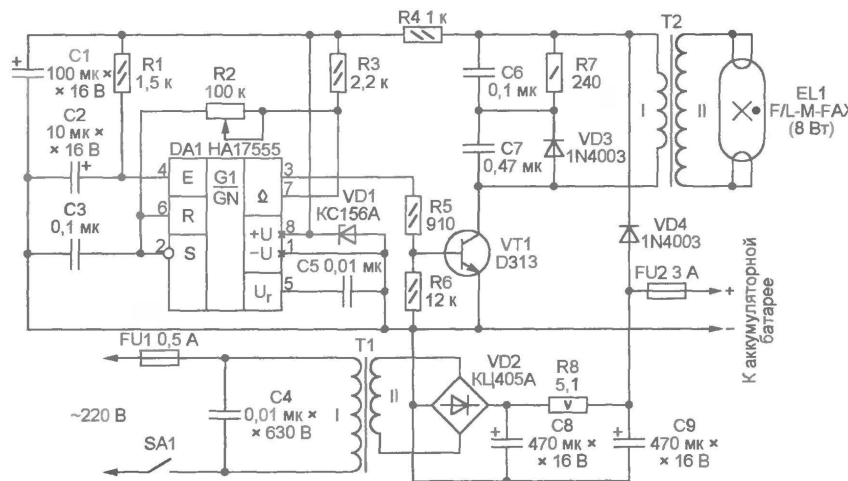 R4 1 к
T2
C1
100 мк ×
× 16 В
R1
1,5 к
R3
2,2 к
C6
0,1 мк
R7
240
C2
10 мк ×
× 16 В
R2
100 к
I
II
EL1
F/L-M-FAX
(8 Вт)
C7
0,47 мк
VD3
1N4003
DA1 HA17555
4
E
G1
GN
3
7
6
R
C3
0,1 мк
VD1
КС156А
R5
910
+U
8
-U
1
2
S
VT1
D313
VD4
1N4003
C5 0,01 мк
Ur
5
R6
12 к
FU2 3 А
+
−
К аккумуляторной
батарее
FU1 0,5 А
T1
VD2
КЦ405А
R8
5,1
V
~220 В
C4
0,01 мк ×
× 630 В
I
II
SA1
C8
470 мк ×
× 16 В
C9
470 мк ×
× 16 В